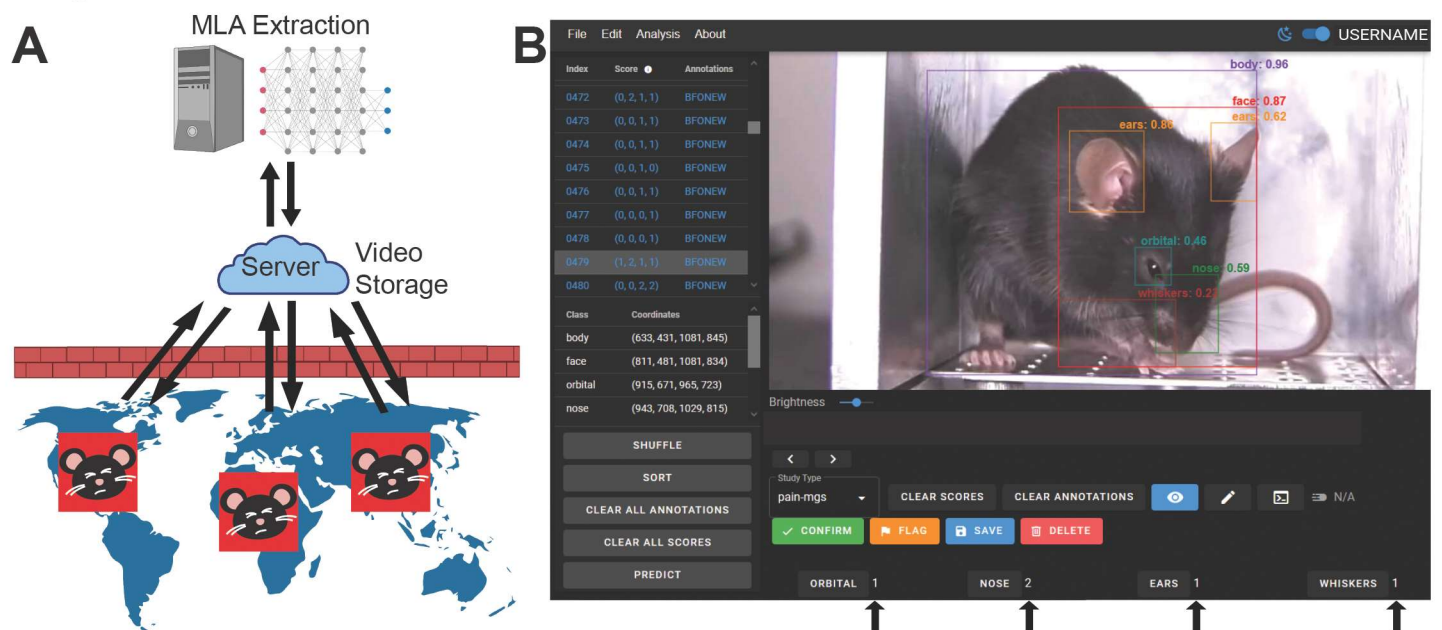 A
MLA Extraction
Server
Video
Storage
B
File Edit Analysis About
USERNAME
Index Score Annotations
0472 (0, 2, 1, 1) BFONEW
0473 (0, 0, 1, 1) BFONEW
0474 (0, 0, 1, 1) BFONEW
0475 (0, 0, 1, 0) BFONEW
0476 (0, 0, 1, 1) BFONEW
0477 (0, 0, 0, 1) BFONEW
0478 (0, 0, 0, 1) BFONEW
0479 (1, 2, 1, 1) BFONEW
0480 (0, 0, 2, 2) BFONEW
Class Coordinates
body (633, 431, 1081, 845)
face (811, 481, 1081, 834)
orbital (915, 671, 965, 723)
nose (943, 708, 1029, 815)
SHUFFLE
SORT
CLEAR ALL ANNOTATIONS
CLEAR ALL SCORES
PREDICT
body: 0.96
face: 0.87
ears: 0.62
ears: 0.86
orbital: 0.46
nose: 0.59
whiskers:
Brightness
Study Type
pain-mgs
CLEAR SCORES
CLEAR ANNOTATIONS
N/A
CONFIRM
FLAG
SAVE
DELETE
ORBITAL 1
NOSE 2
EARS 1
WHISKERS 1